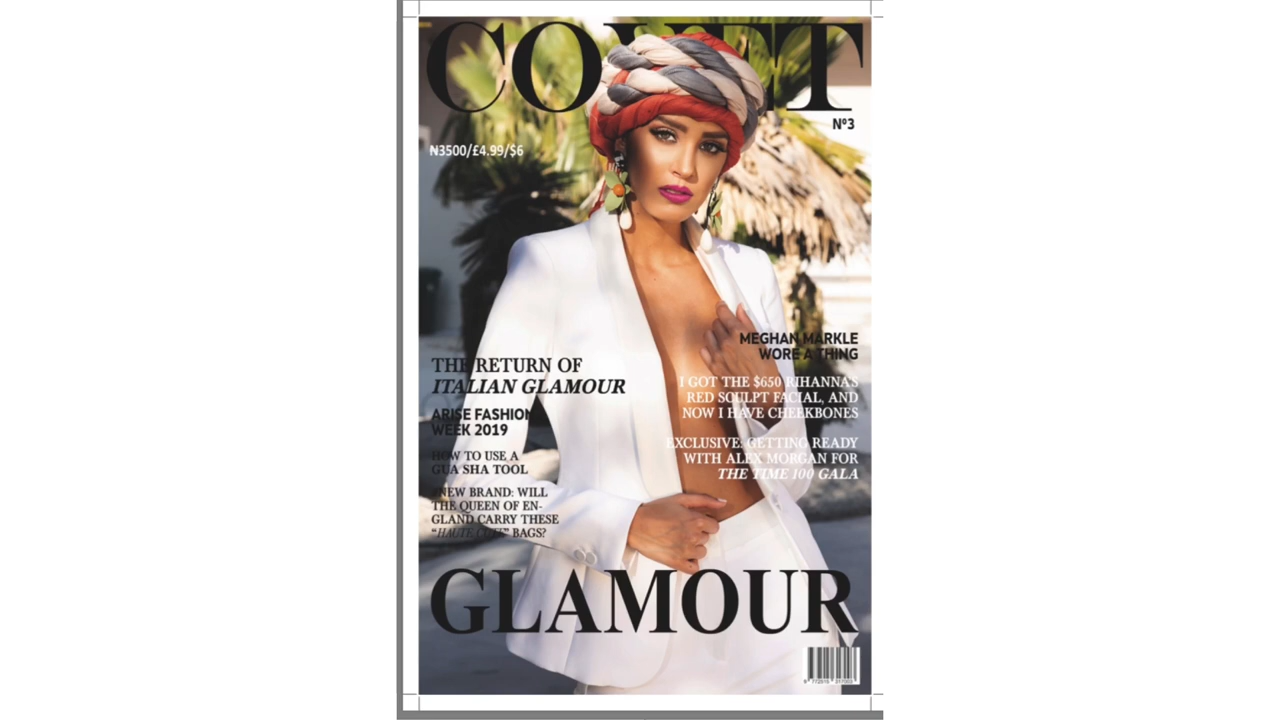 COVET
Nº3
₦3500/£4.99/$6
THE RETURN OF
ITALIAN GLAMOUR
ARISE FASHION
WEEK 2019
HOW TO USE A
GUA SHA TOOL
NEW BRAND: WILL
THE QUEEN OF EN-
GLAND CARRY THESE
“HAUTE CUTE” BAGS?
MEGHAN MARKLE
WORE A THING
I GOT THE $650 RIHANNA'S
RED SCULPT FACIAL, AND
NOW I HAVE CHEEKBONES
EXCLUSIVE: GETTING READY
WITH ALEX MORGAN FOR
THE TIME 100 GALA
GLAMOUR